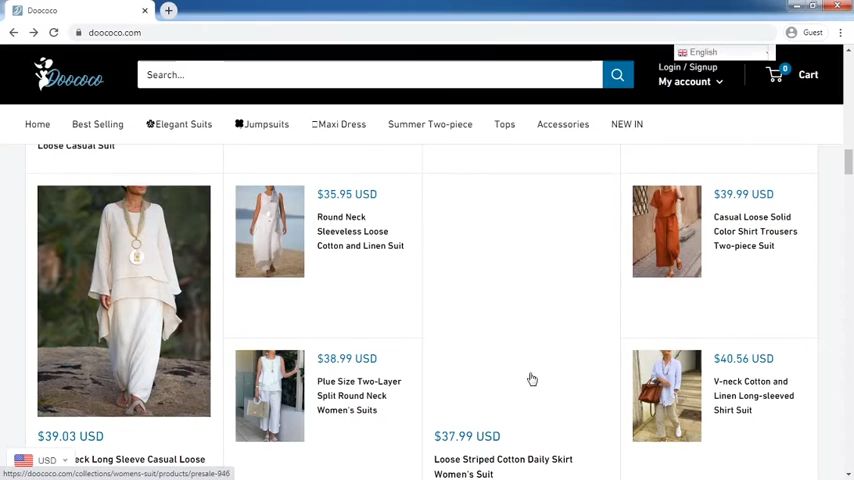 Doococo
doococo.com
Guest
English
Doococo
Search...
Login / Signup
My account
0
Cart
Home
Best Selling
Elegant Suits
Jumpsuits
Maxi Dress
Summer Two-piece
Tops
Accessories
NEW IN
Loose Casual Suit
$35.95 USD
Round Neck
Sleeveless Loose
Cotton and Linen Suit
$39.99 USD
Casual Loose Solid
Color Shirt Trousers
Two-piece Suit
$38.99 USD
Plus Size Two-Layer
Split Round Neck
Women's Suits
$40.56 USD
V-neck Cotton and
Linen Long-sleeved
Shirt Suit
$39.03 USD
eck Long Sleeve Casual Loose
$37.99 USD
Loose Striped Cotton Daily Skirt
Women's Suit
USD
https://doococo.com/collections/womens-suit/products/presale-946